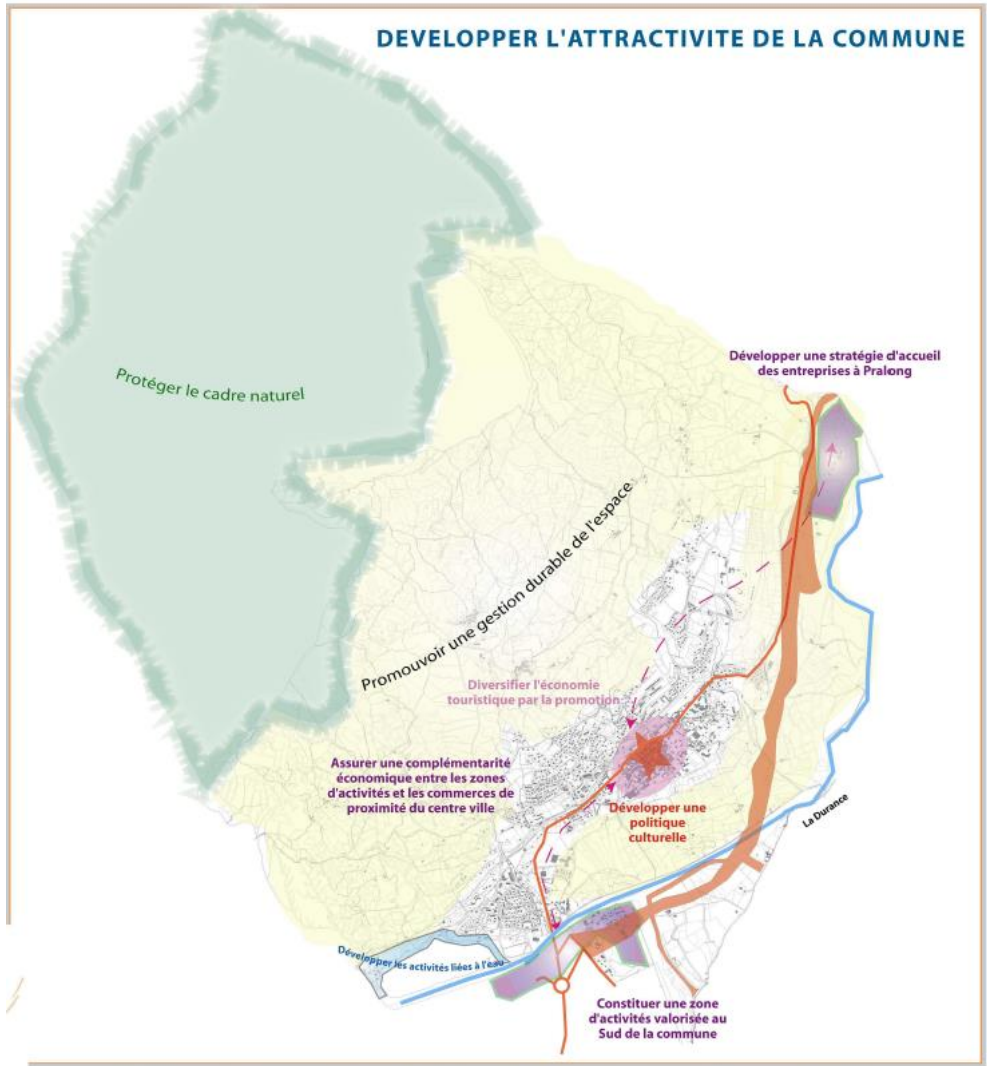 DEVELOPPER L'ATTRACTIVITE DE LA COMMUNE
Développer une stratégie d'accueil
des entreprises à Pralong
Protéger le cadre naturel
Promouvoir une gestion durable de l'espace
Diversifier l'économie
touristique par la promotion
Assurer une complémentarité
économique entre les zones
d'activités et les commerces de
proximité du centre ville
Développer une
politique
culturelle
La Durance
Développer les activités liées à l'eau
Constituer une zone
d'activités valorisée au
Sud de la commune